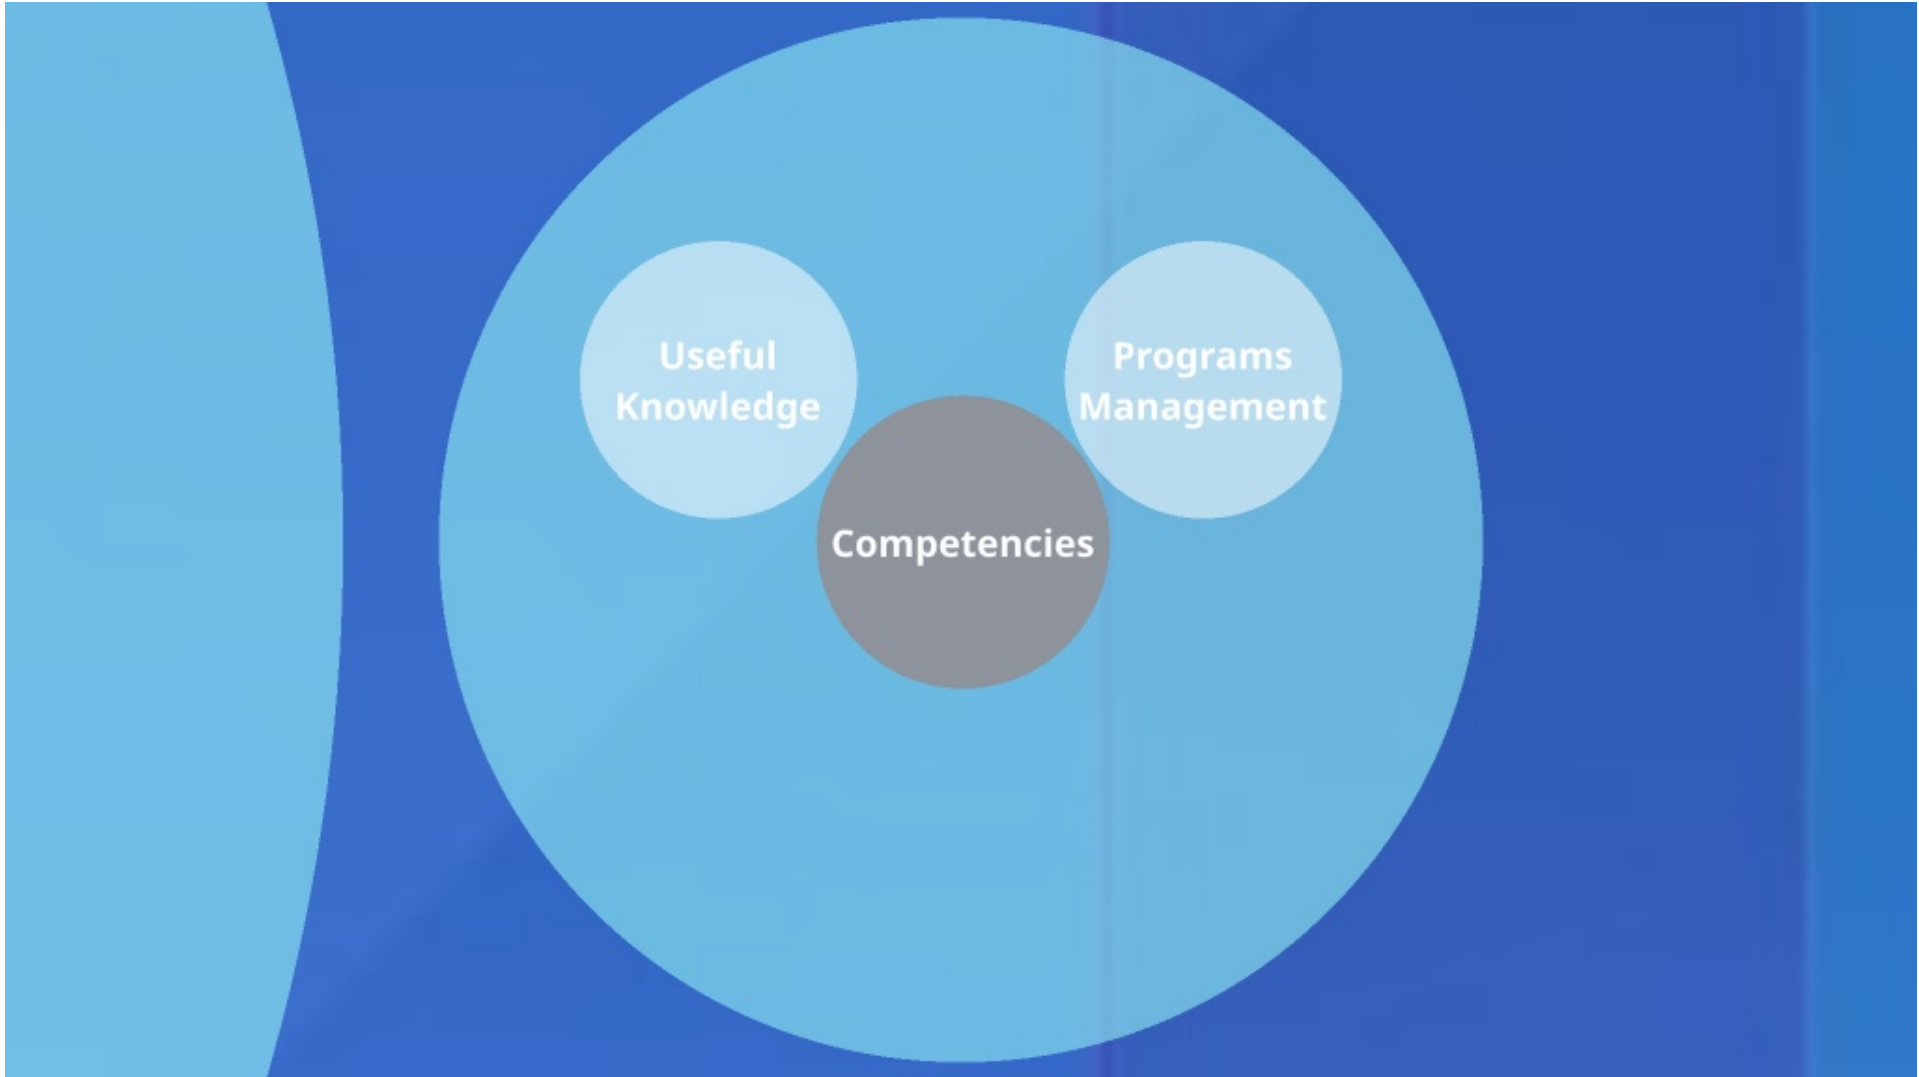 Useful
Knowledge
Programs
Management
Competencies